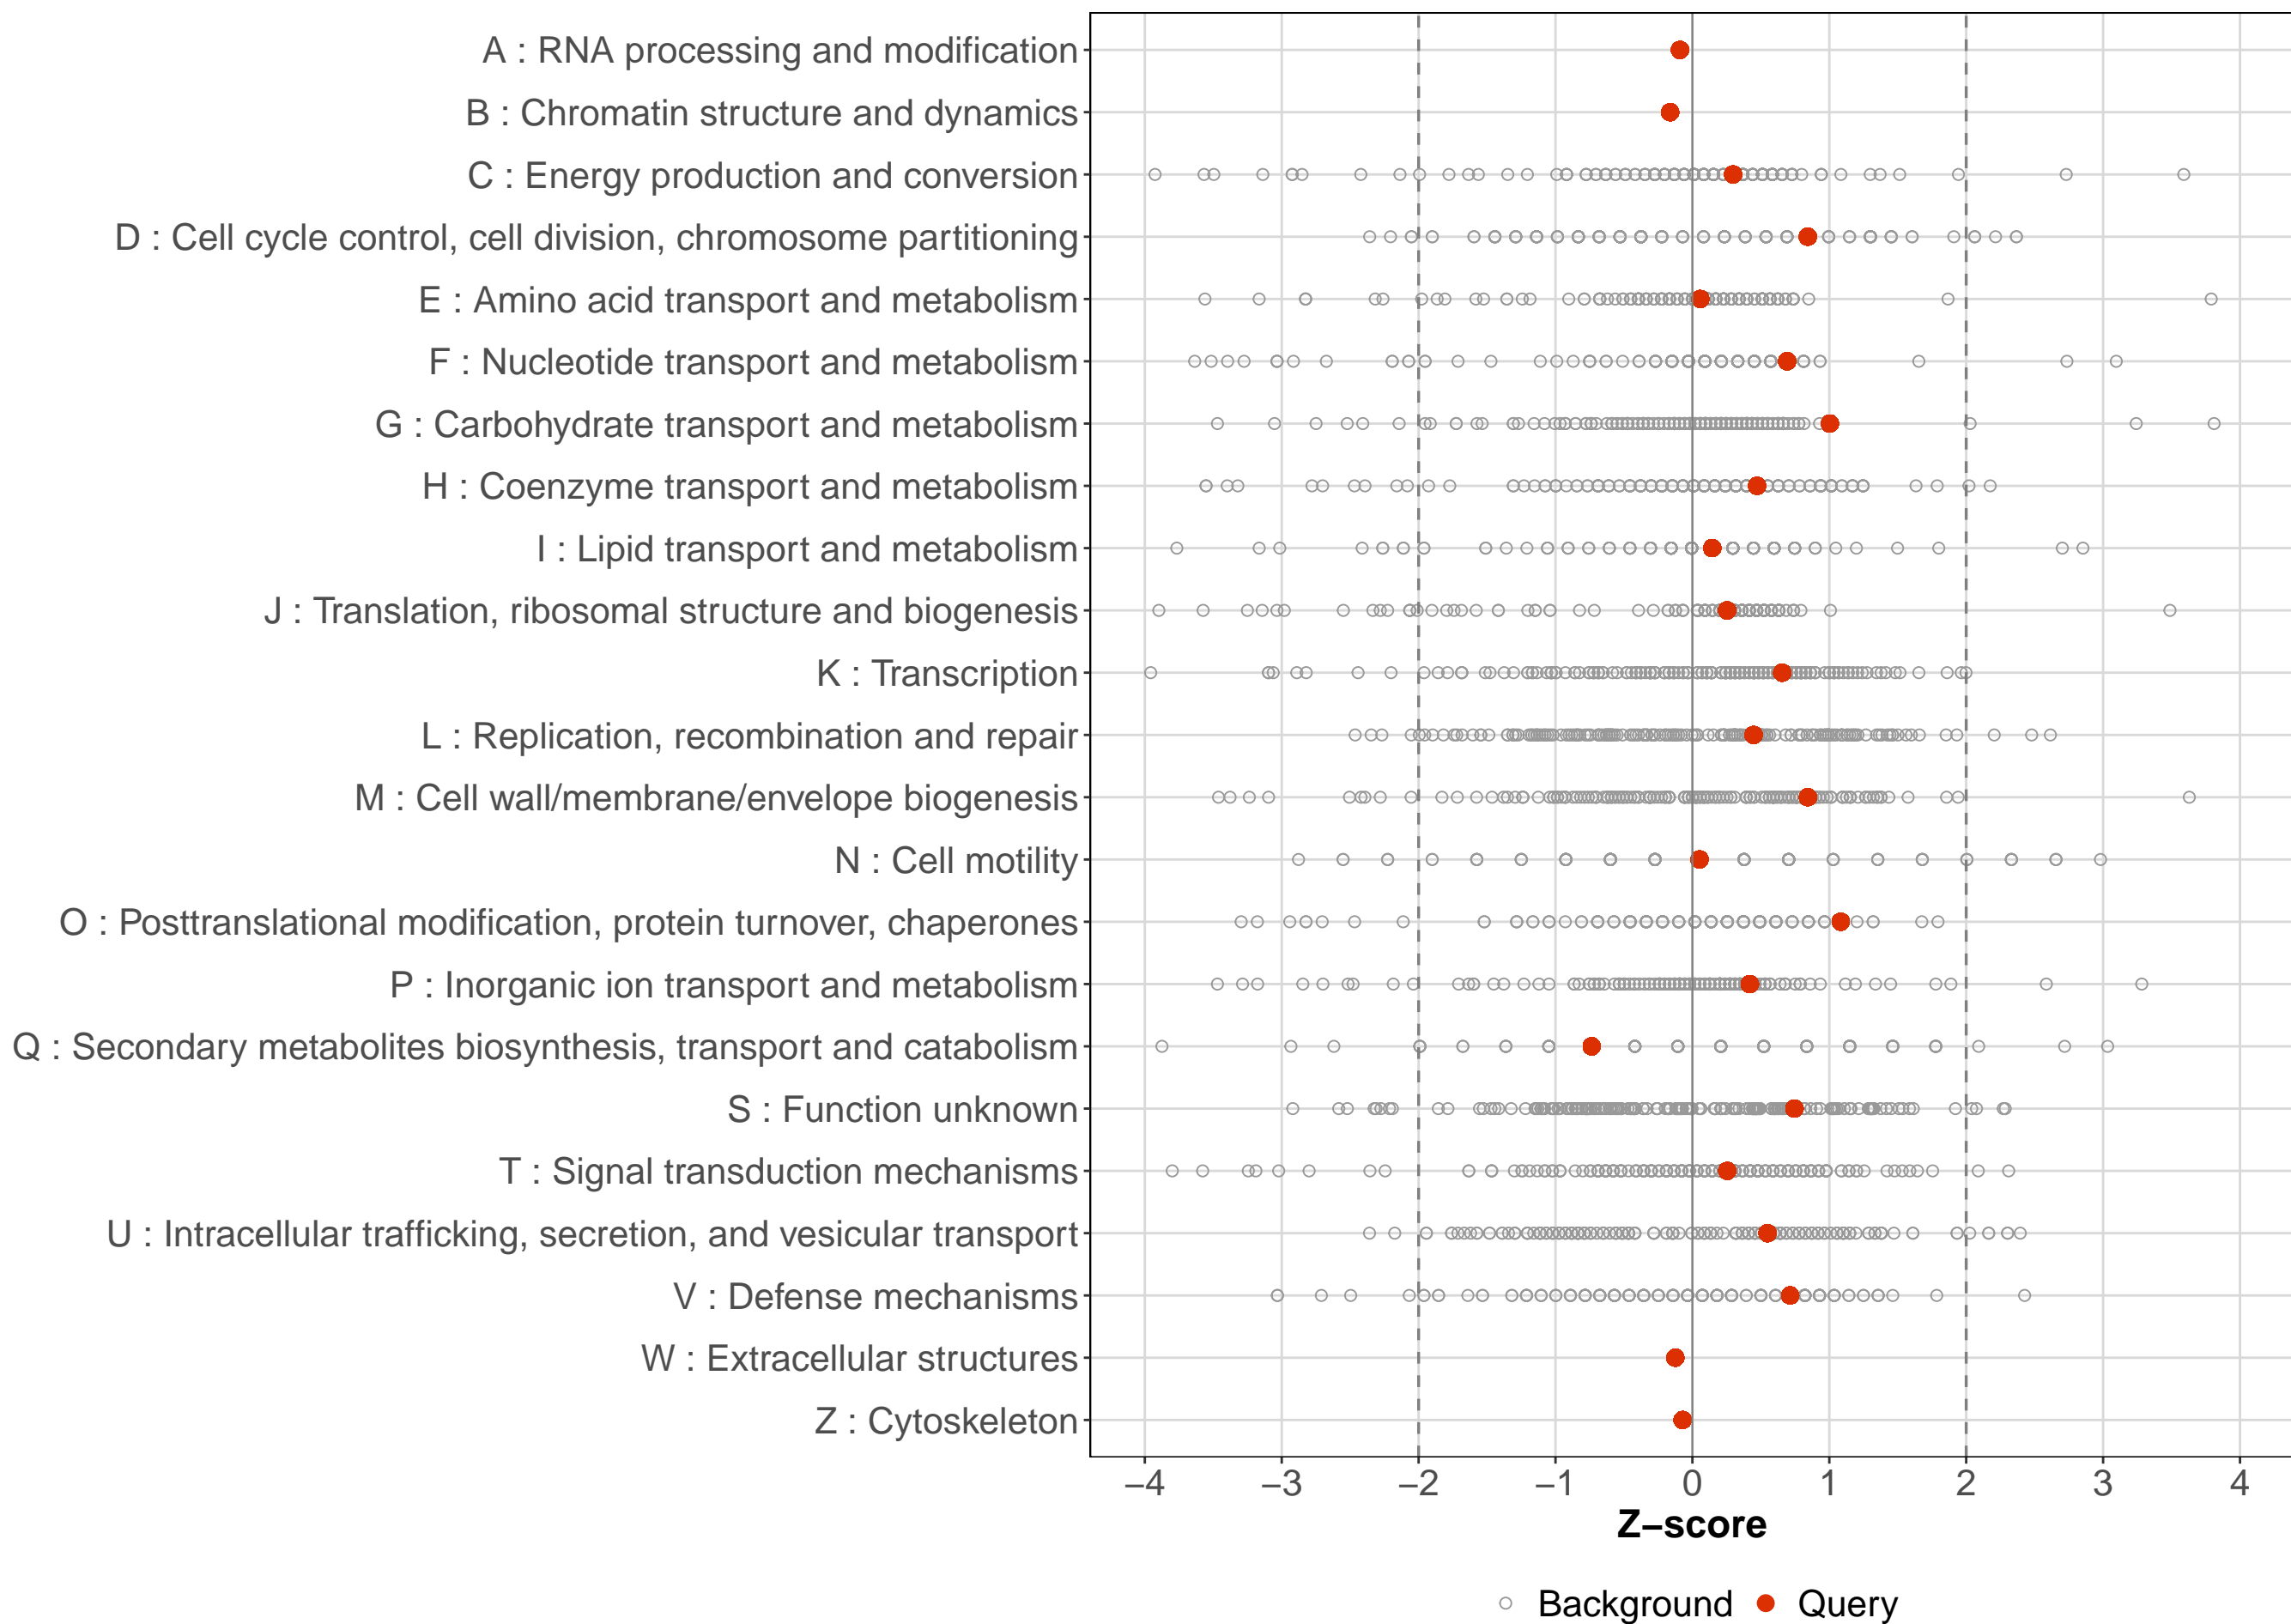 A : RNA processing and modification
B : Chromatin structure and dynamics
C : Energy production and conversion
D : Cell cycle control, cell division, chromosome partitioning
E : Amino acid transport and metabolism
F : Nucleotide transport and metabolism
G : Carbohydrate transport and metabolism
H : Coenzyme transport and metabolism
I : Lipid transport and metabolism
J : Translation, ribosomal structure and biogenesis
K : Transcription
L : Replication, recombination and repair
M : Cell wall/membrane/envelope biogenesis
N : Cell motility
O : Posttranslational modification, protein turnover, chaperones
P : Inorganic ion transport and metabolism
Q : Secondary metabolites biosynthesis, transport and catabolism
S : Function unknown
T : Signal transduction mechanisms
U : Intracellular trafficking, secretion, and vesicular transport
V : Defense mechanisms
W : Extracellular structures
Z : Cytoskeleton
−4 −3 −2 −1 0 1 2 3 4
Z−score
Background Query